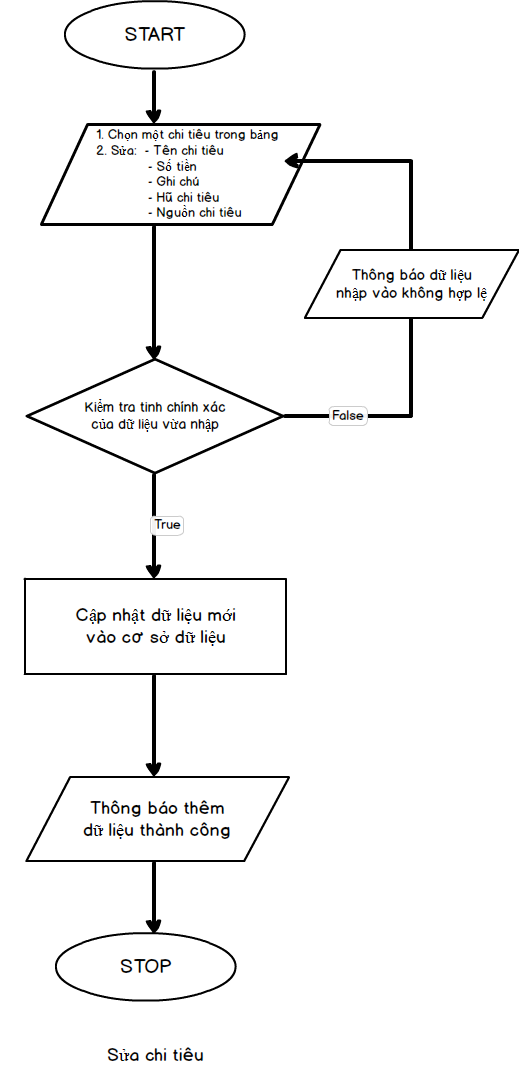 START
1. Chọn một chi tiêu trong bảng
2. Sửa: - Tên chi tiêu
- Số tiền
- Ghi chú
- Hũ chi tiêu
- Nguồn chi tiêu
Thông báo dữ liệu
nhập vào không hợp lệ
Kiểm tra tính chính xác
của dữ liệu vừa nhập
False
True
Cập nhật dữ liệu mới
vào cơ sở dữ liệu
Thông báo thêm
dữ liệu thành công
STOP
Sửa chi tiêu